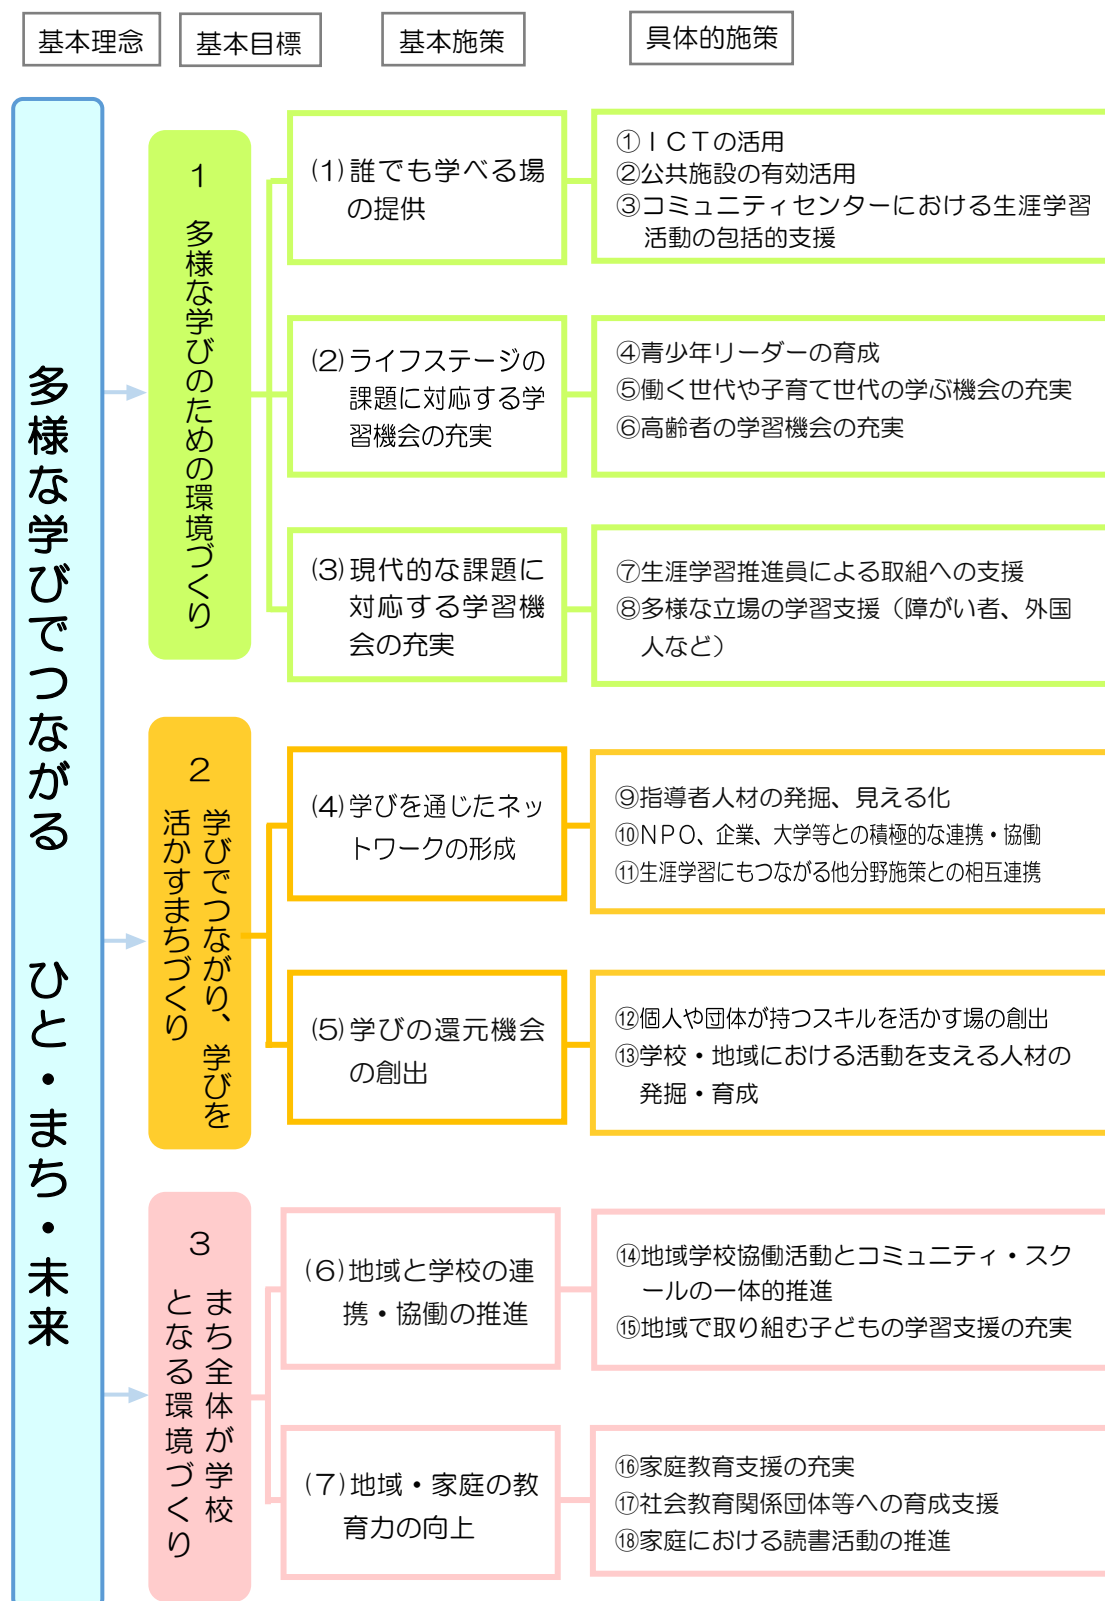 基本理念
基本目標
基本施策
具体的施策
多様な学びでつながる ひと・まち・未来
1 多様な学びのための環境づくり
(1)誰でも学べる場
の提供
①ICTの活用
②公共施設の有効活用
③コミュニティセンターにおける生涯学習
活動の包括的支援
(2)ライフステージの
課題に対応する学
習機会の充実
④青少年リーダーの育成
⑤働く世代や子育て世代の学ぶ機会の充実
⑥高齢者の学習機会の充実
(3)現代的な課題に
対応する学習機
会の充実
⑦生涯学習推進員による取組への支援
⑧多様な立場の学習支援（障がい者、外国
人など）
2 学びでつながり、学びを
活かすまちづくり
(4)学びを通じたネッ
トワークの形成
⑨指導者人材の発掘、見える化
⑩NPO、企業、大学等との積極的な連携・協働
⑪生涯学習にもつながる他分野施策との相互連携
(5)学びの還元機会
の創出
⑫個人や団体が持つスキルを活かす場の創出
⑬学校・地域における活動を支える人材の
発掘・育成
3 まち全体が学校
となる環境づくり
(6)地域と学校の連
携・協働の推進
⑭地域学校協働活動とコミュニティ・スク
ールの一体的推進
⑮地域で取り組む子どもの学習支援の充実
(7)地域・家庭の教
育力の向上
⑯家庭教育支援の充実
⑰社会教育関係団体等への育成支援
⑱家庭における読書活動の推進